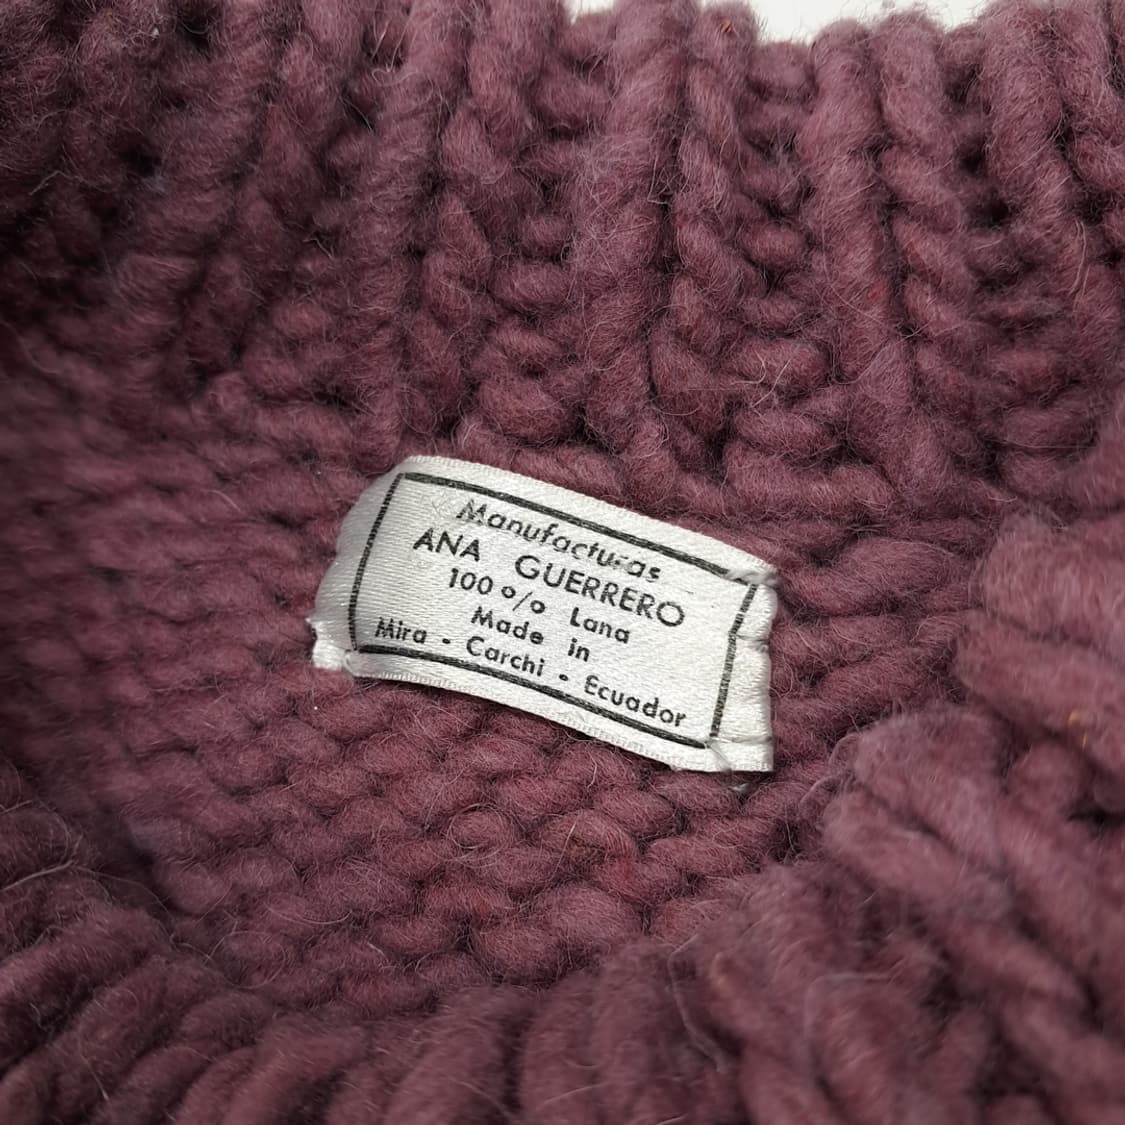 Manufacturas
ANA GUERRERO
100 % Lana
Made in
Mira - Carchi - Ecuador